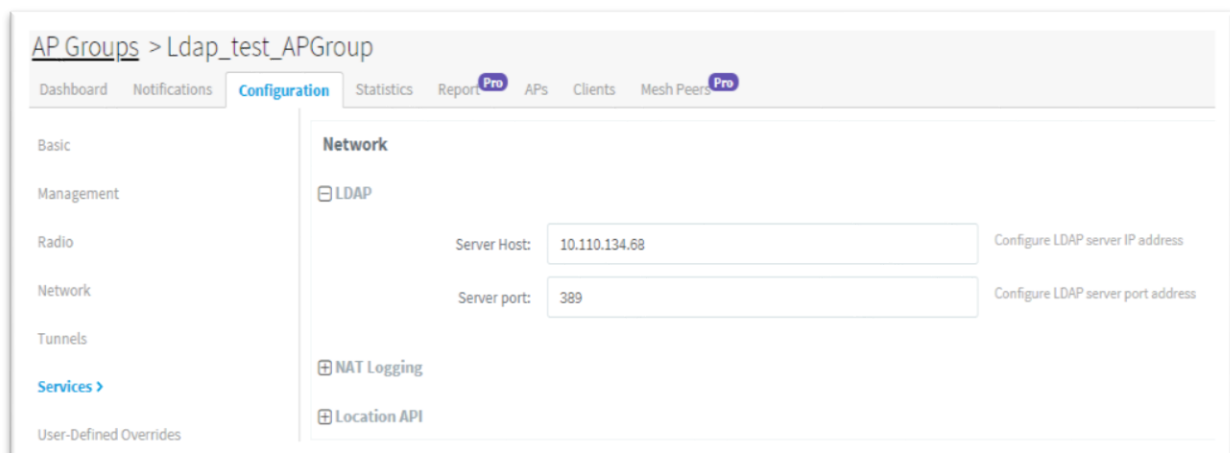 AP Groups > Ldap_test_APGroup
Dashboard Notifications Configuration Statistics Report Pro APs Clients Mesh Peers Pro
Basic
Management
Radio
Network
Tunnels
Services >
User-Defined Overrides
Network
LDAP
Server Host: 10.110.134.68 Configure LDAP server IP address
Server port: 389 Configure LDAP server port address
NAT Logging
Location API